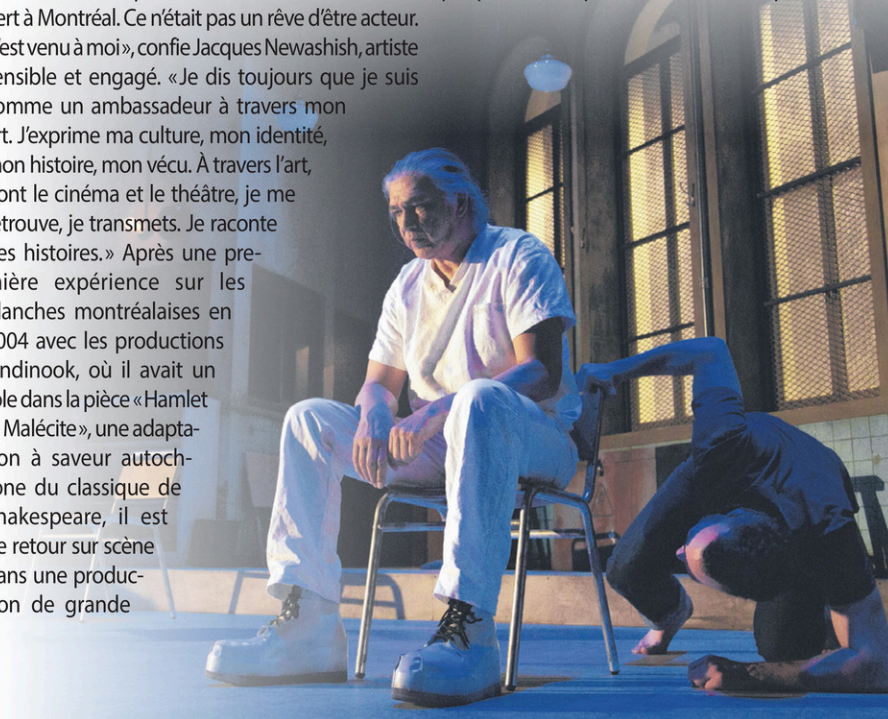 ert à Montréal. Ce n'était pas un rêve d'être acteur.
'est venu à moi», confie Jacques Newashish, artiste
ensible et engagé. «Je dis toujours que je suis
omme un ambassadeur à travers mon
rt. J'exprime ma culture, mon identité,
on histoire, mon vécu. À travers l'art,
ont le cinéma et le théâtre, je me
etrouve, je transmets. Je raconte
es histoires.» Après une pre-
ière expérience sur les
lanches montréalaises en
004 avec les productions
ndinook, où il avait un
ole dans la pièce «Hamlet
Malécite», une adapta-
on à saveur autoch-
one du classique de
hakespeare, il est
e retour sur scène
ans une produc-
on de grande